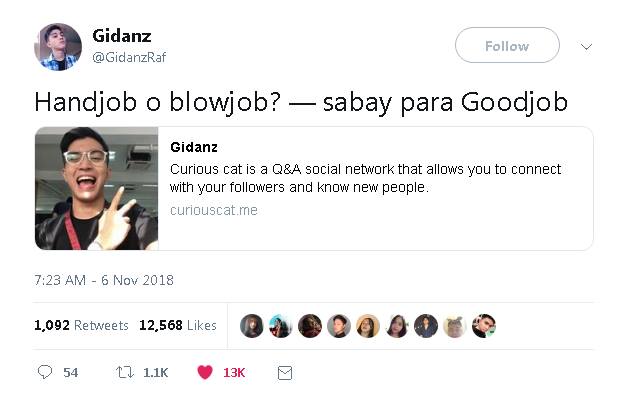 Gidanz
@GidanzRaf
Follow
Handjob o blowjob? — sabay para Goodjob
Gidanz
Curious cat is a Q&A social network that allows you to connect
with your followers and know new people.
curiouscat.me
7:23 AM - 6 Nov 2018
1,092 Retweets 12,568 Likes
54 1.1K 13K